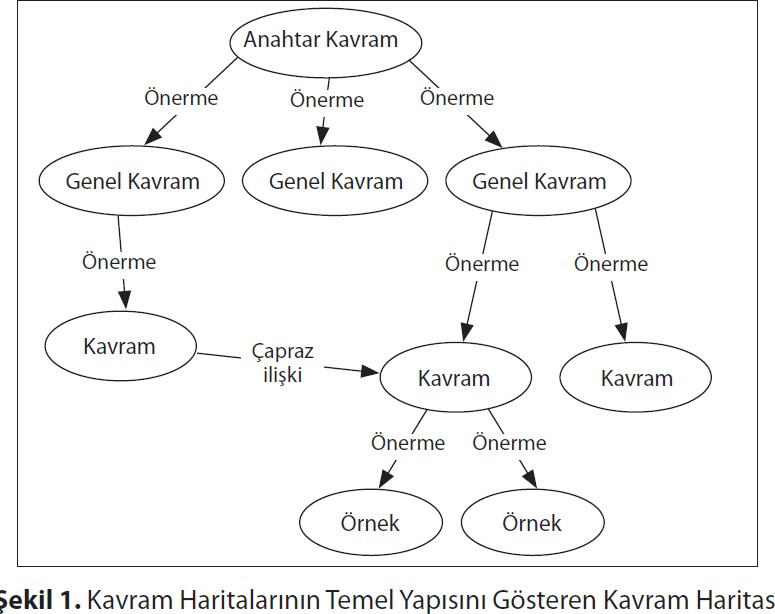 Anahtar Kavram
Önerme Önerme Önerme
Genel Kavram Genel Kavram Genel Kavram
Önerme Önerme Önerme
Kavram
Çapraz
ilişki
Kavram Kavram
Önerme Önerme
Örnek Örnek
Şekil 1. Kavram Haritalarının Temel Yapısını Gösteren Kavram Haritas